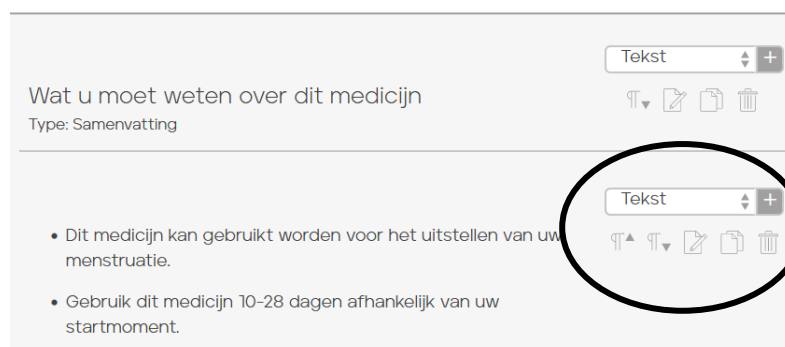 Tekst
Wat u moet weten over dit medicijn
Type: Samenvatting
Tekst
• Dit medicijn kan gebruikt worden voor het uitstellen van uw
menstruatie.
• Gebruik dit medicijn 10-28 dagen afhankelijk van uw
startmoment.